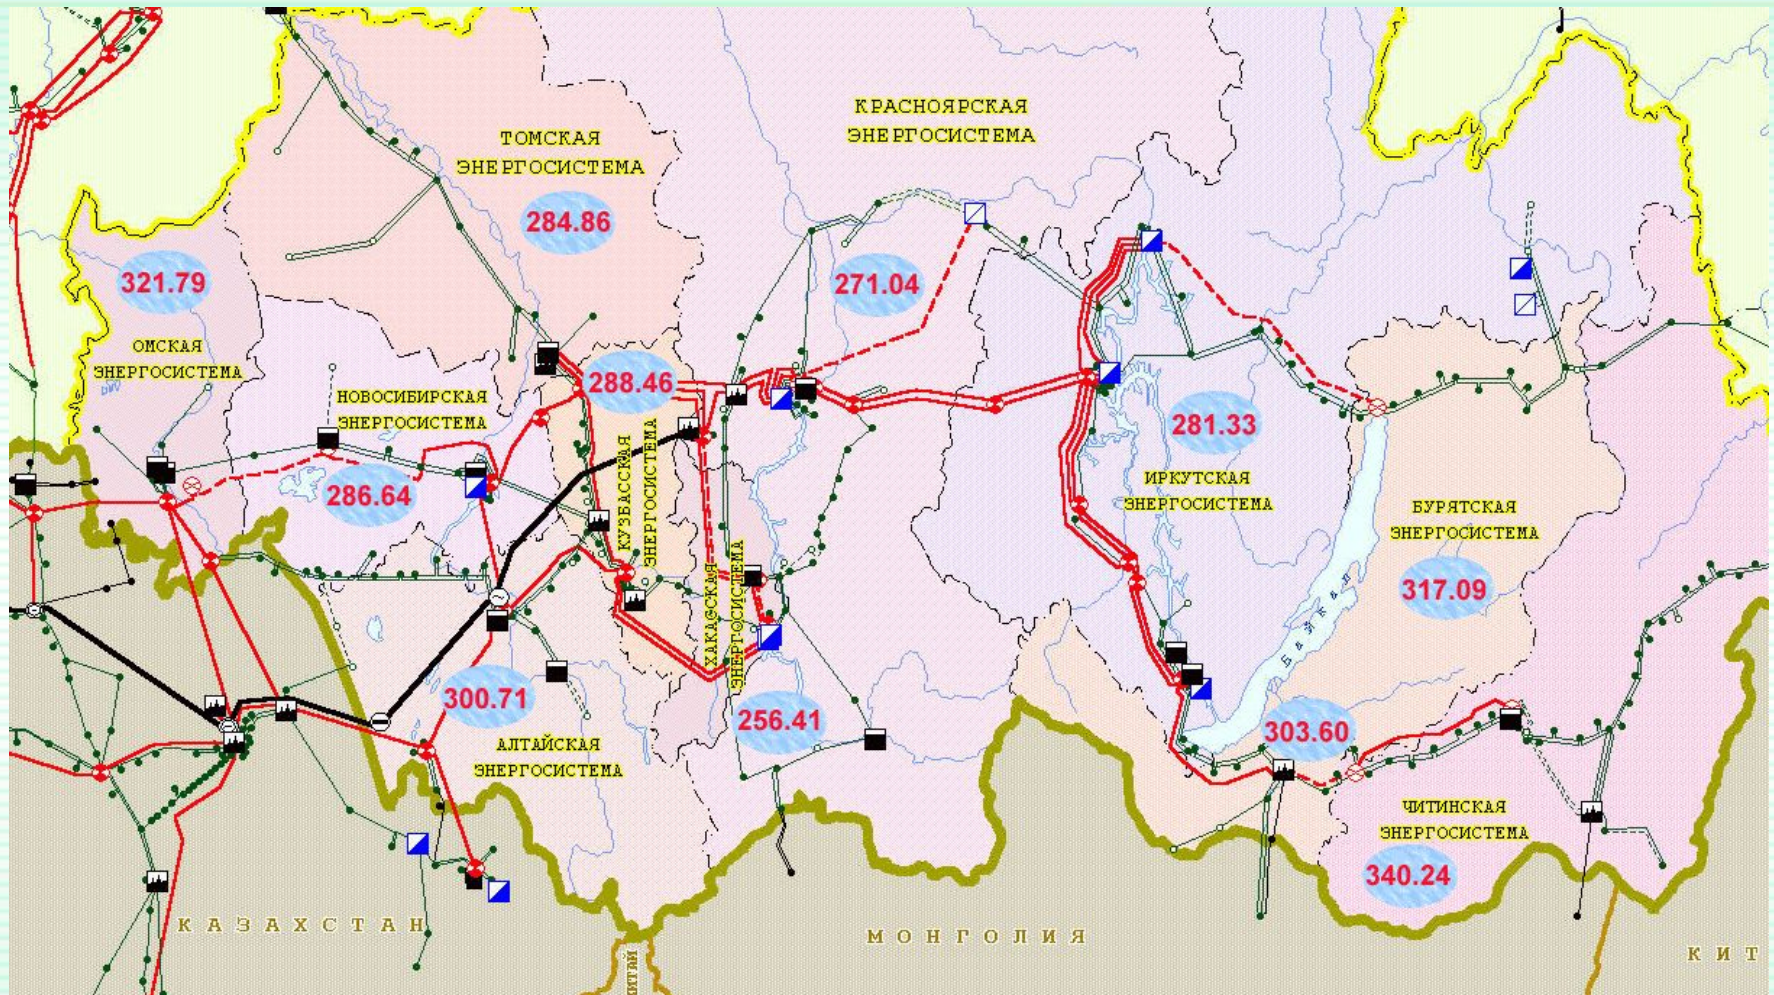 КРАСНОЯРСКАЯ
ЭНЕРГОСИСТЕМА
ТОМСКАЯ
ЭНЕРГОСИСТЕМА
284.86
321.79
271.04
ОМСКАЯ
ЭНЕРГОСИСТЕМА
288.46
НОВОСИБИРСКАЯ
ЭНЕРГОСИСТЕМА
281.33
286.64
КУЗБАССКАЯ
ЭНЕРГОСИСТЕМА
ИРКУТСКАЯ
ЭНЕРГОСИСТЕМА
БУРЯТСКАЯ
ЭНЕРГОСИСТЕМА
317.09
ХАКАССКАЯ
ЭНЕРГОСИСТЕМА
Байкал
300.71
256.41
303.60
АЛТАЙСКАЯ
ЭНЕРГОСИСТЕМА
ЧИТИНСКАЯ
ЭНЕРГОСИСТЕМА
340.24
КАЗАХСТАН
МОНГОЛИЯ
КИТ
КИТАЙ